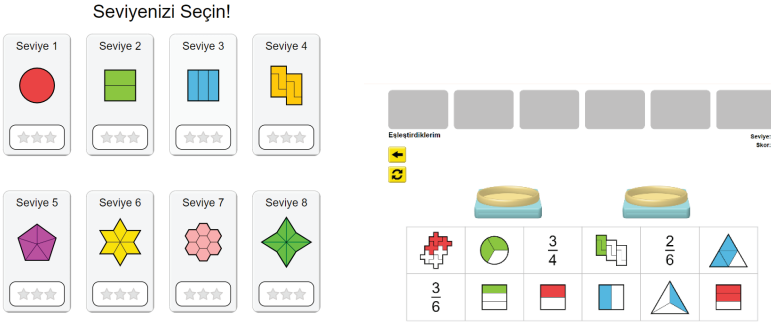 Seviyenizi Seçin!
Seviye 1
Seviye 2
Seviye 3
Seviye 4
Seviye 5
Seviye 6
Seviye 7
Seviye 8
Eşleştirdiklerim
Seviye:
Skor:
3/4
2/6
3/6